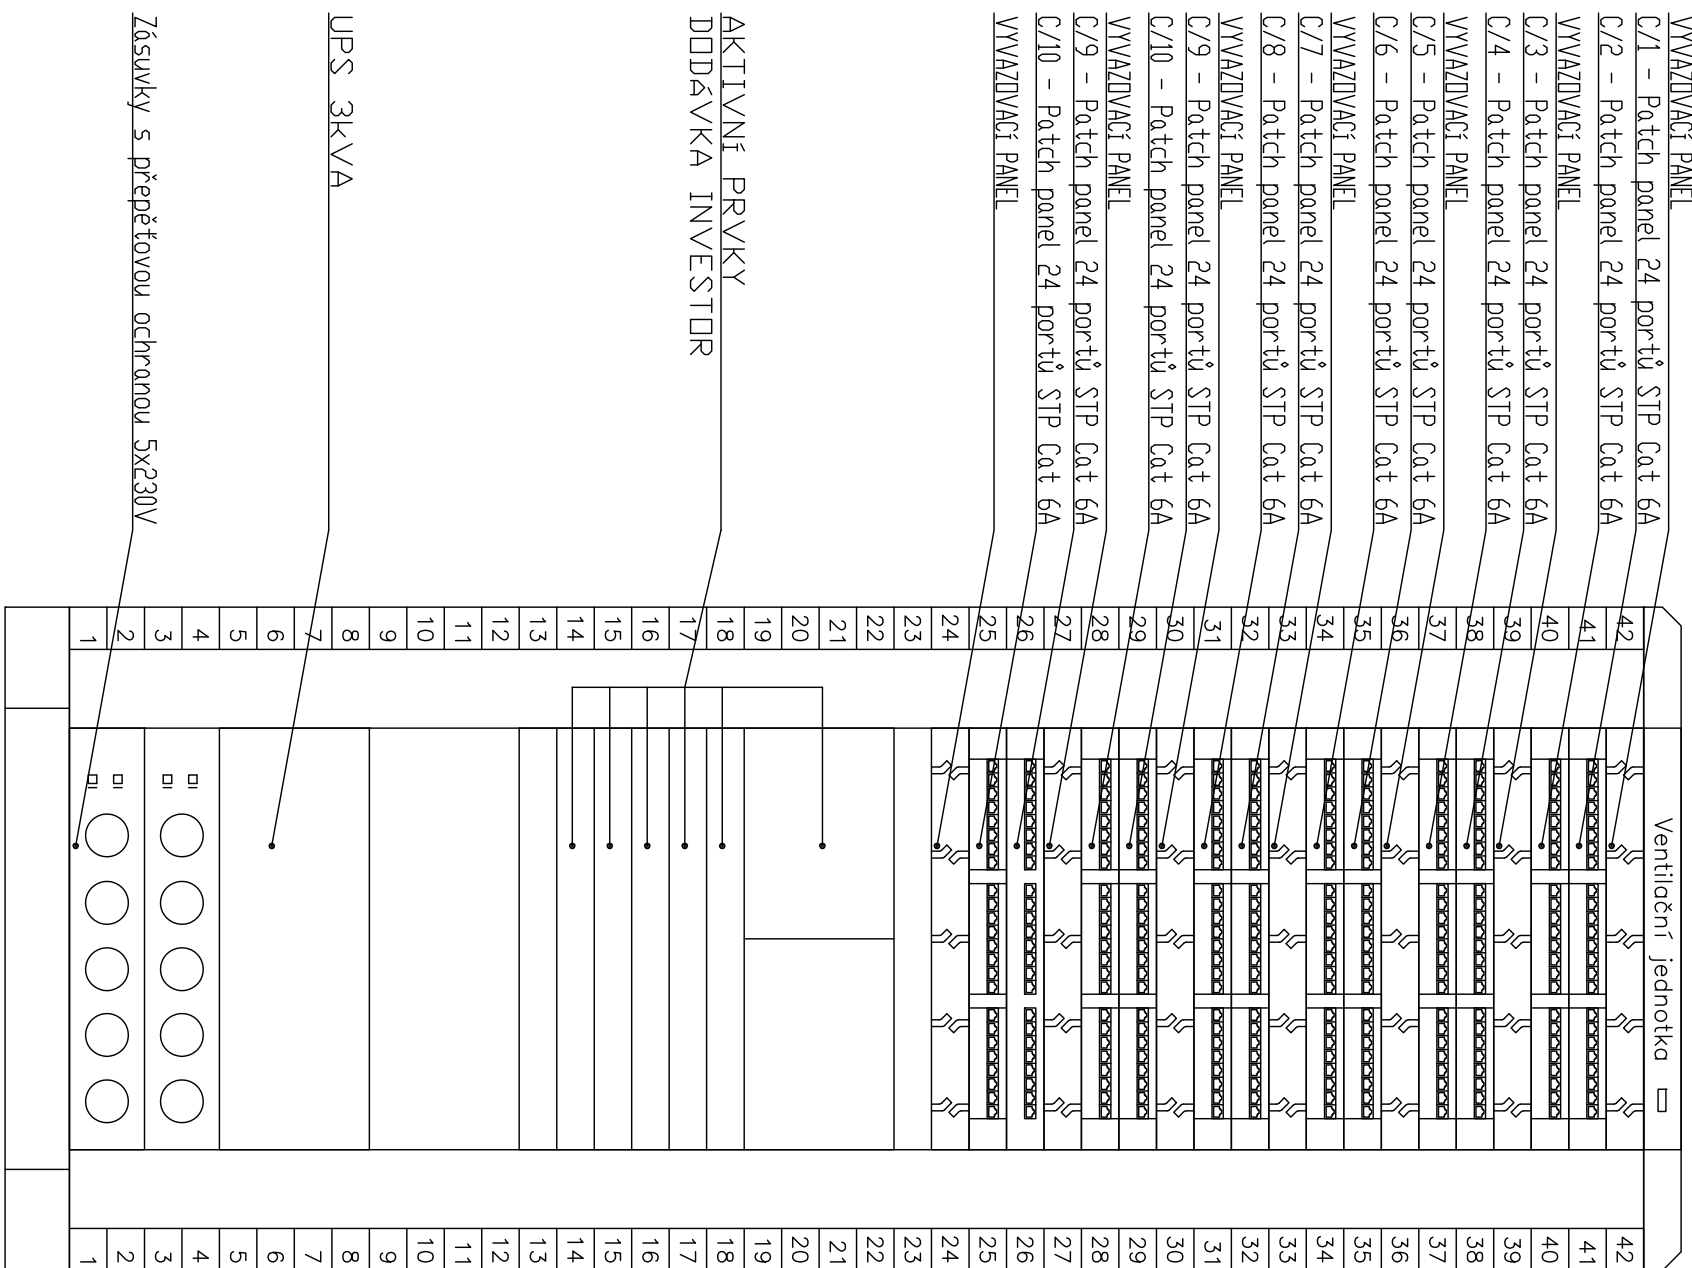 VYVAZOVACÍ PANEL
C/1 - Patch panel 24 portů STP Cat 6A
C/2 - Patch panel 24 portů STP Cat 6A
VYVAZOVACÍ PANEL
C/3 - Patch panel 24 portů STP Cat 6A
C/4 - Patch panel 24 portů STP Cat 6A
VYVAZOVACÍ PANEL
C/5 - Patch panel 24 portů STP Cat 6A
C/6 - Patch panel 24 portů STP Cat 6A
VYVAZOVACÍ PANEL
C/7 - Patch panel 24 portů STP Cat 6A
C/8 - Patch panel 24 portů STP Cat 6A
VYVAZOVACÍ PANEL
C/9 - Patch panel 24 portů STP Cat 6A
C/10 - Patch panel 24 portů STP Cat 6A
VYVAZOVACÍ PANEL
C/9 - Patch panel 24 portů STP Cat 6A
C/10 - Patch panel 24 portů STP Cat 6A
VYVAZOVACÍ PANEL
AKTIVNÍ PRVKY
DODÁVKA INVESTOR
UPS 3kVA
Zásuvky s přepěťovou ochranou 5x230V
Ventilační jednotka
42 42
41 41
40 40
39 39
38 38
37 37
36 36
35 35
34 34
33 33
32 32
31 31
30 30
29 29
28 28
27 27
26 26
25 25
24 24
23 23
22 22
21 21
20 20
19 19
18 18
17 17
16 16
15 15
14 14
13 13
12 12
11 11
10 10
9 9
8 8
7 7
6 6
5 5
4 4
3 3
2 2
1 1